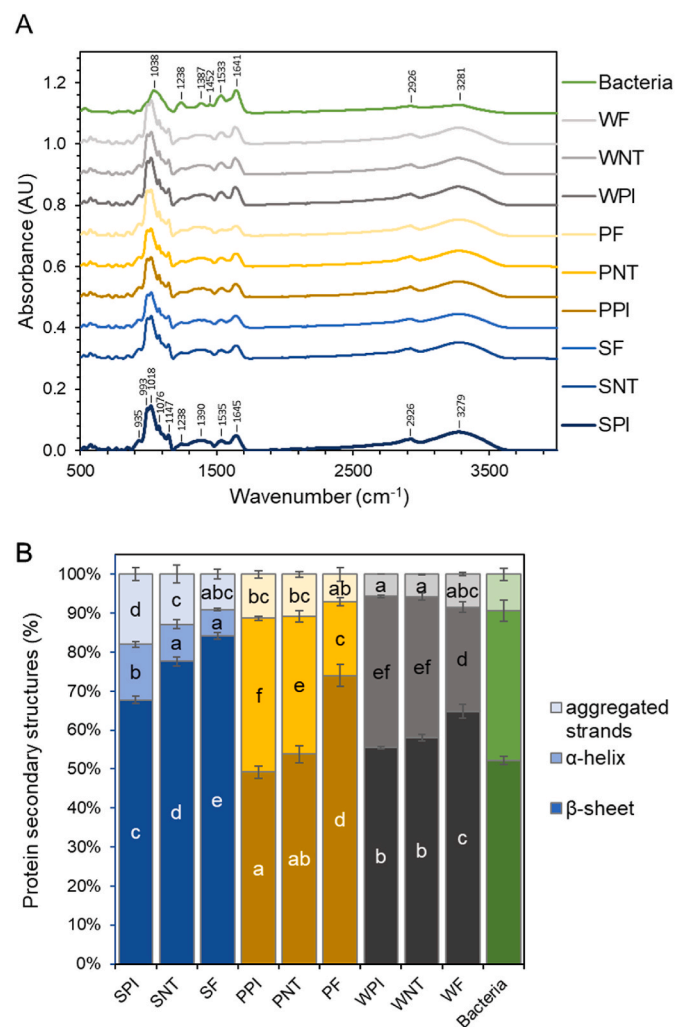 A
1038
1238
1387
1452
1533
1641
2926
3281
1.2
1.0
0.8
0.6
0.4
0.2
0.0
Absorbance (AU)
935
993
1018
1076
1147
1238
1390
1535
1645
2926
3279
500
1500
2500
3500
Wavenumber (cm⁻¹)
Bacteria
WF
WNT
WPI
PF
PNT
PPI
SF
SNT
SPI
B
Protein secondary structures (%)
100%
90%
80%
70%
60%
50%
40%
30%
20%
10%
0%
d c abc bc bc ab a a abc
b a a f e c ef ef d
c d e a ab d b b c
SPI SNT SF PPI PNT PF WPI WNT WF Bacteria
aggregated
strands
α-helix
β-sheet